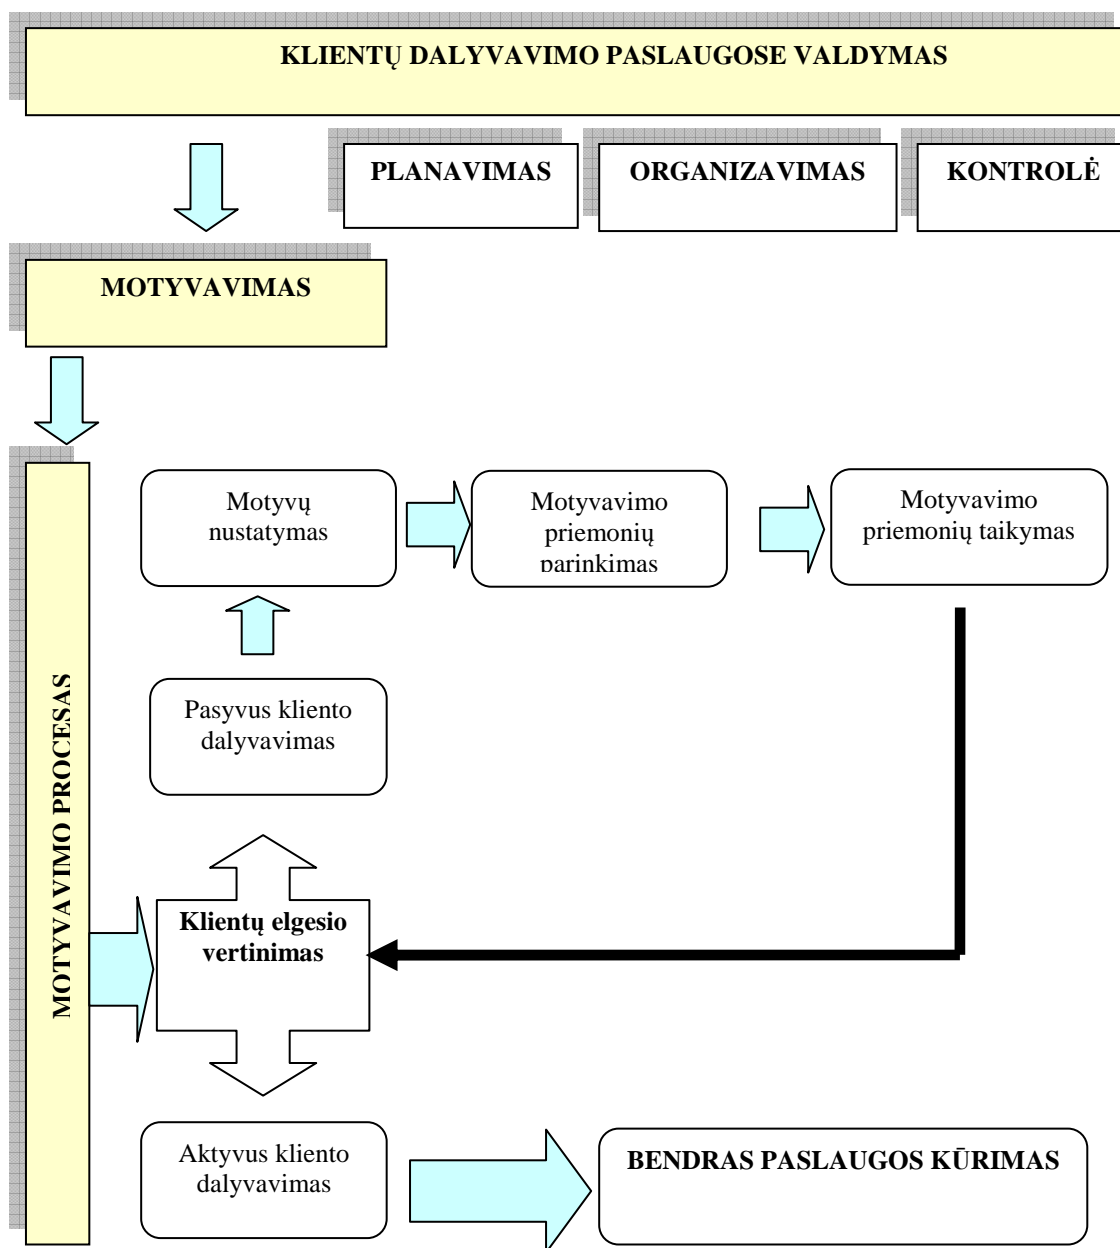 KLIENTŲ DALYVAVIMO PASLAUGOSE VALDYMAS
PLANAVIMAS
ORGANIZAVIMAS
KONTROLĖ
MOTYVAVIMAS
MOTYVAVIMO PROCESAS
Motyvų
nustatymas
Motyvavimo
priemonių
parinkimas
Motyvavimo
priemonių taikymas
Pasyvus kliento
dalyvavimas
Klientų elgesio
vertinimas
Aktyvus kliento
dalyvavimas
BENDRAS PASLAUGOS KŪRIMAS